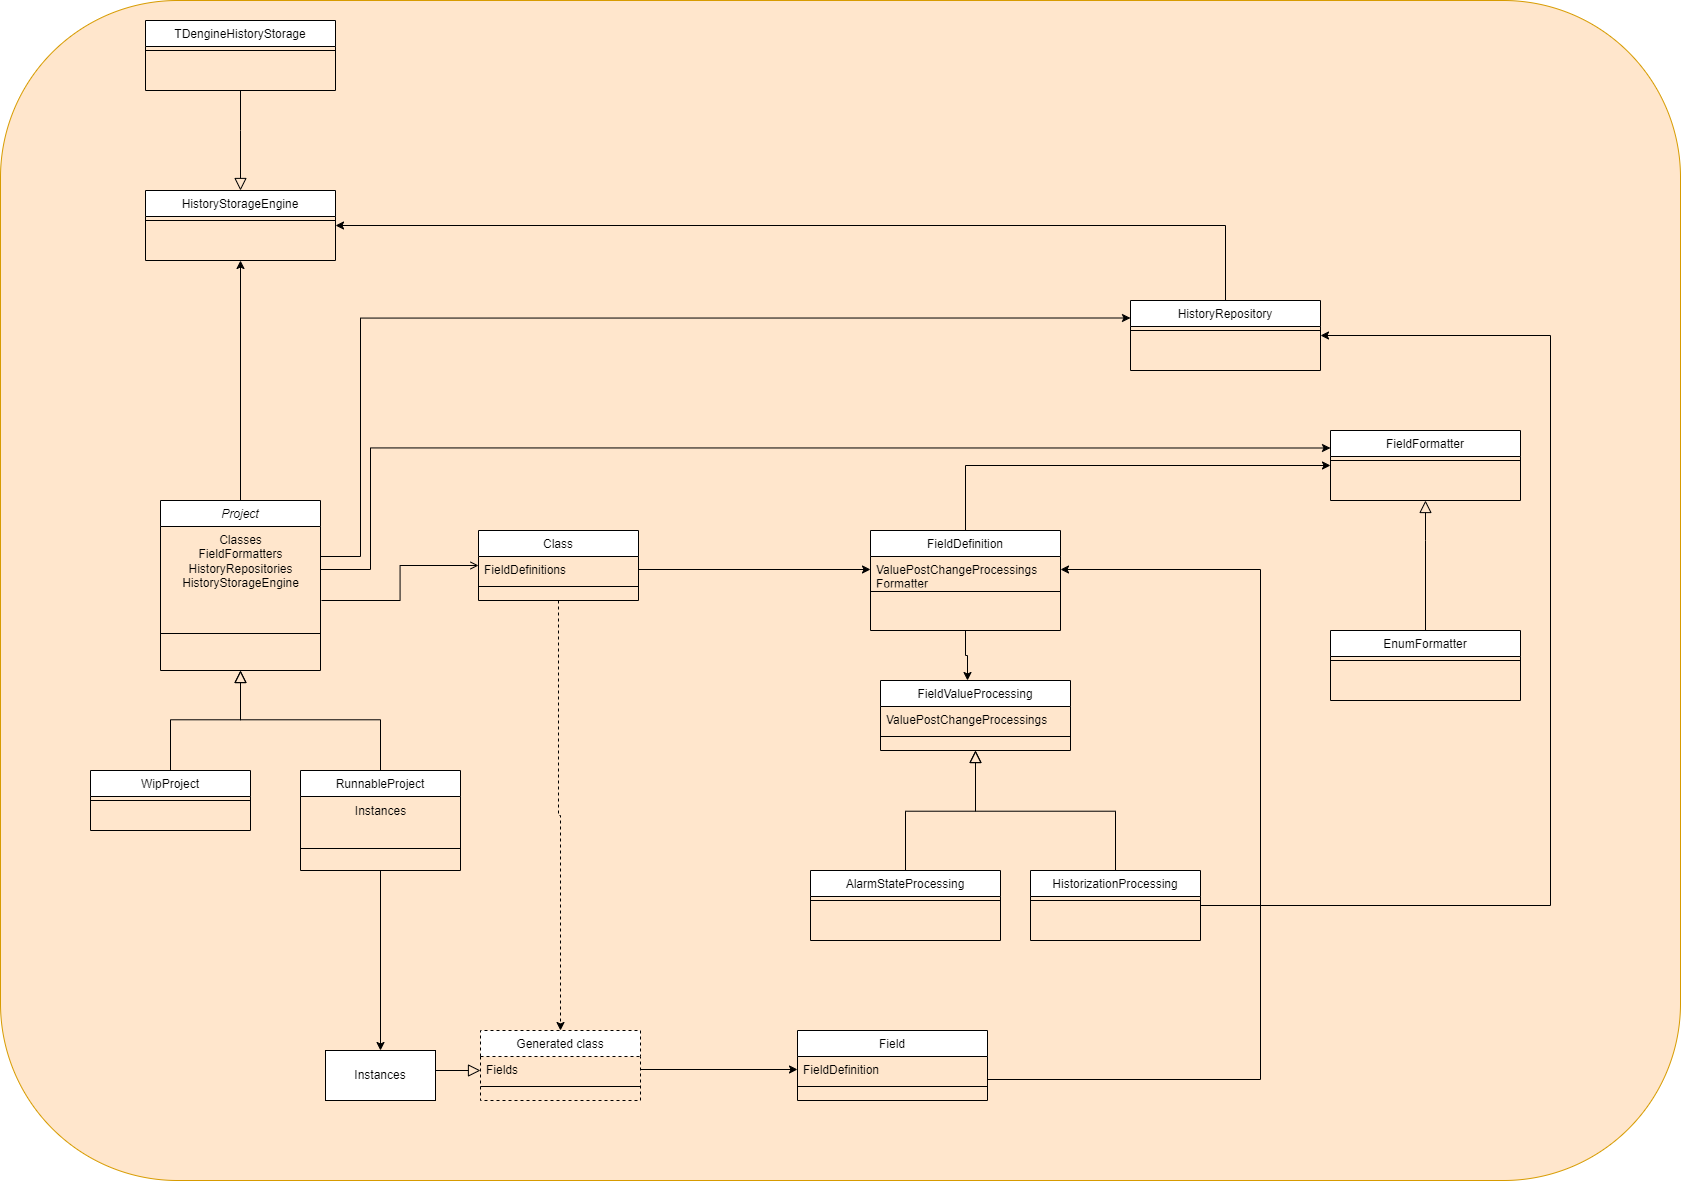 TDengineHistoryStorage
HistoryStorageEngine
HistoryRepository
FieldFormatter
Project
Classes
FieldFormatters
HistoryRepositories
HistoryStorageEngine
Class
FieldDefinitions
FieldDefinition
ValuePostChangeProcessings
Formatter
EnumFormatter
FieldValueProcessing
ValuePostChangeProcessings
WipProject
RunnableProject
Instances
AlarmStateProcessing
HistorizationProcessing
Instances
Generated class
Fields
Field
FieldDefinition